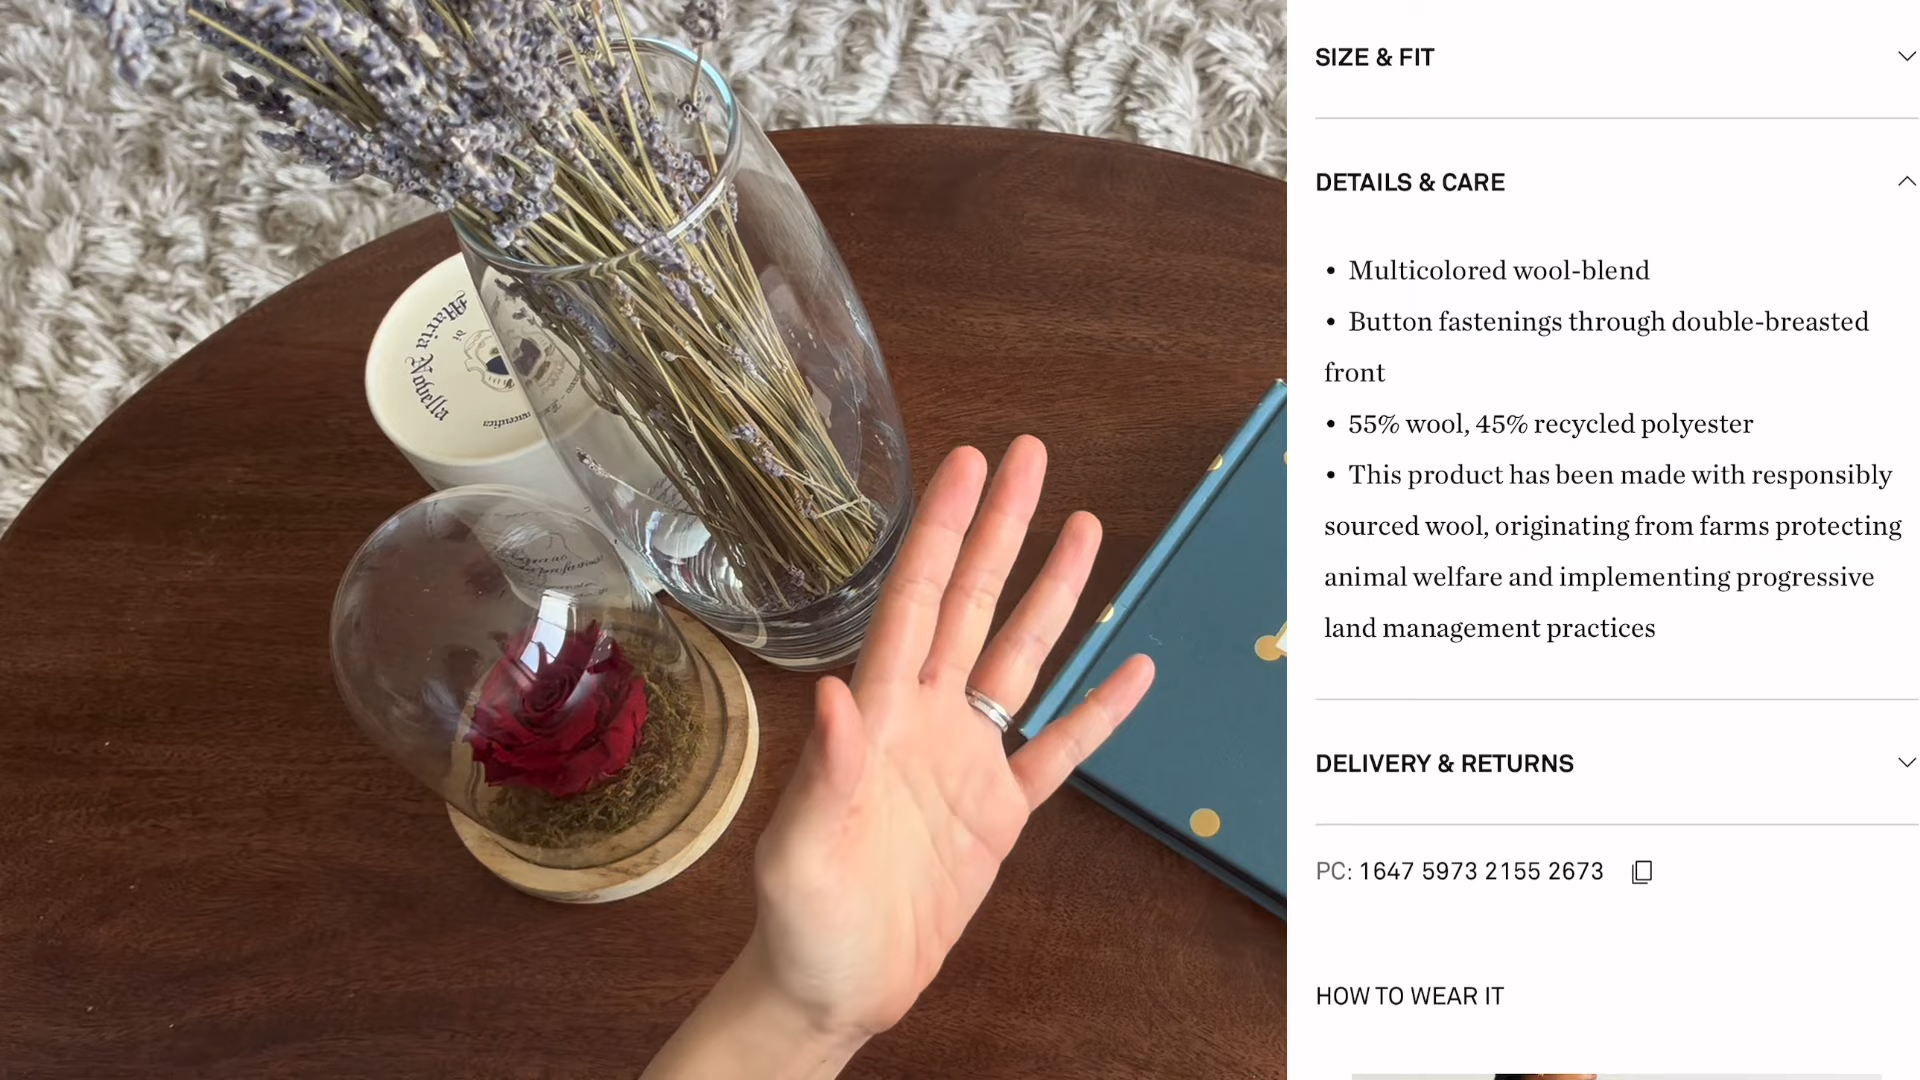 Maria Novella
di
SIZE & FIT
DETAILS & CARE
• Multicolored wool-blend
• Button fastenings through double-breasted
front
• 55% wool, 45% recycled polyester
• This product has been made with responsibly
sourced wool, originating from farms protecting
animal welfare and implementing progressive
land management practices
DELIVERY & RETURNS
PC: 1647 5973 2155 2673
HOW TO WEAR IT